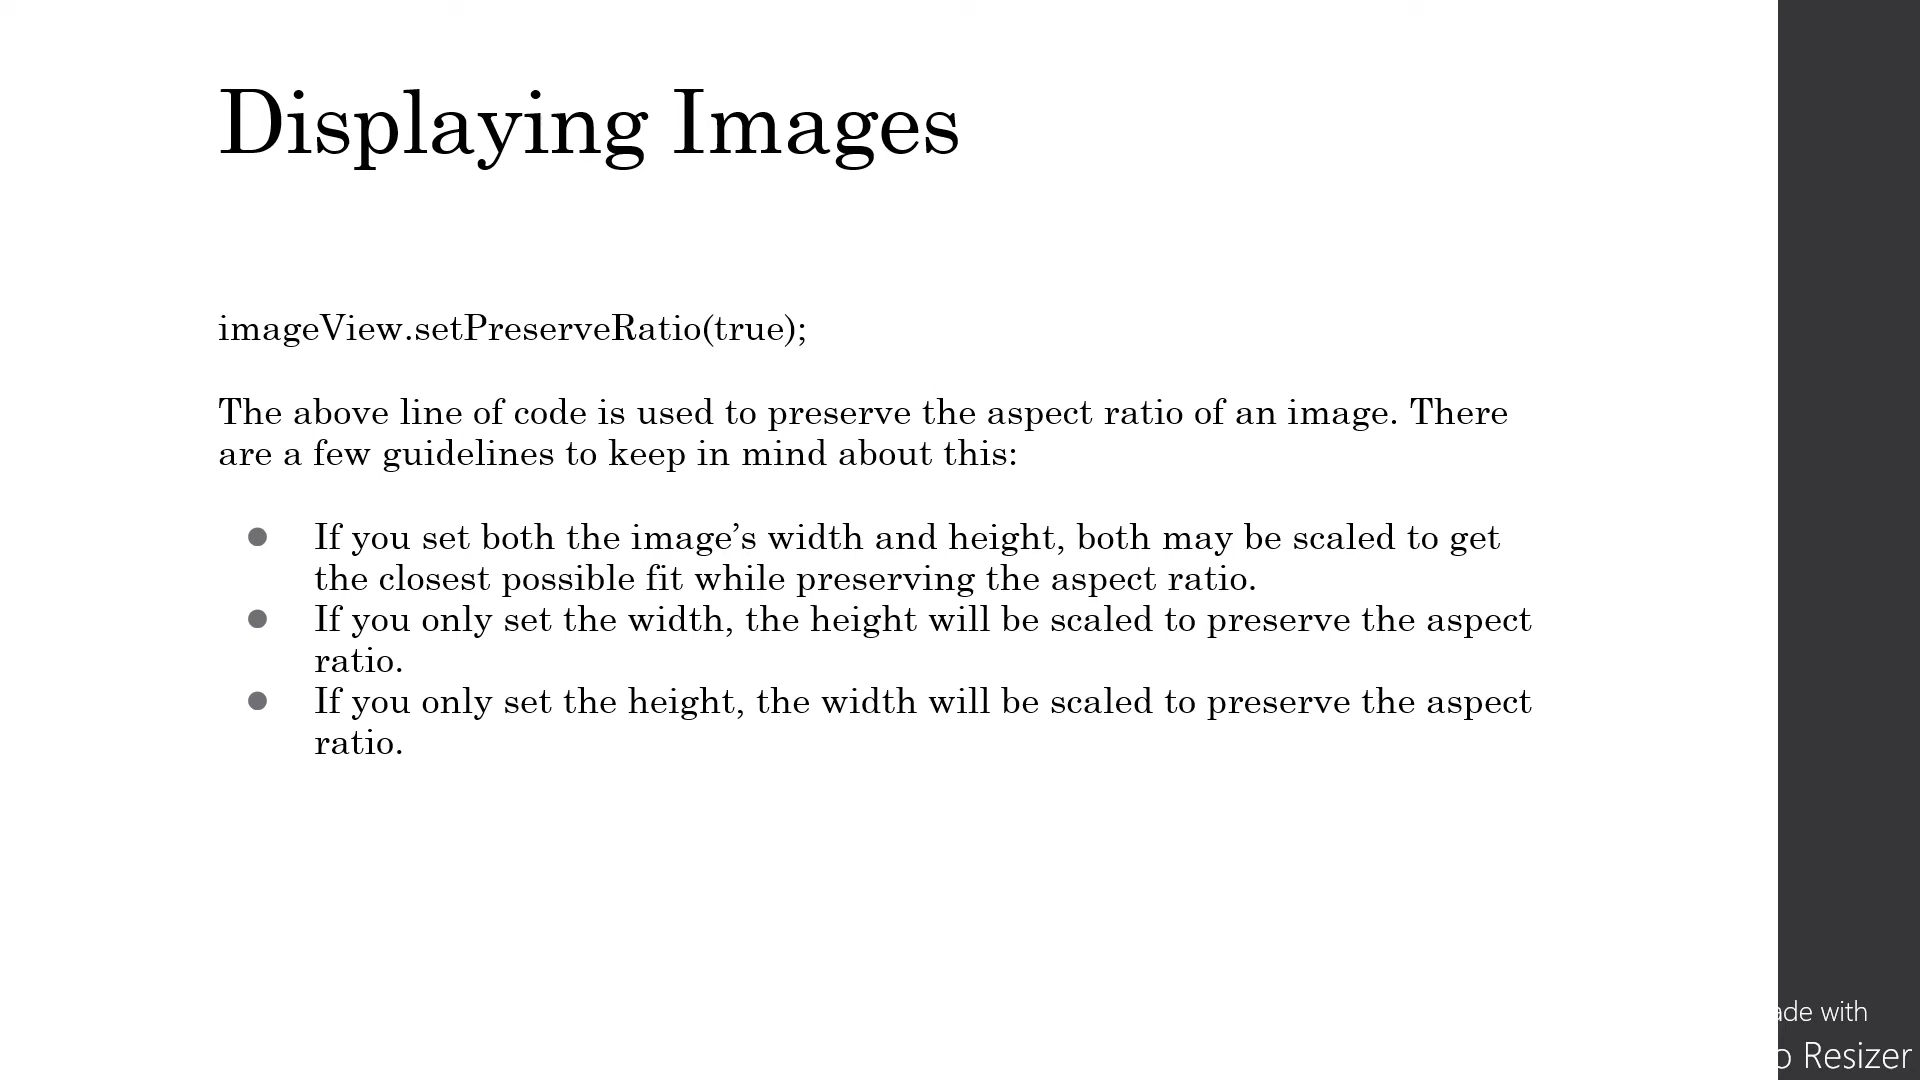 Displaying Images
imageView.setPreserveRatio(true);
The above line of code is used to preserve the aspect ratio of an image. There
are a few guidelines to keep in mind about this:
● If you set both the image’s width and height, both may be scaled to get
the closest possible fit while preserving the aspect ratio.
● If you only set the width, the height will be scaled to preserve the aspect
ratio.
● If you only set the height, the width will be scaled to preserve the aspect
ratio.
with
Resizer